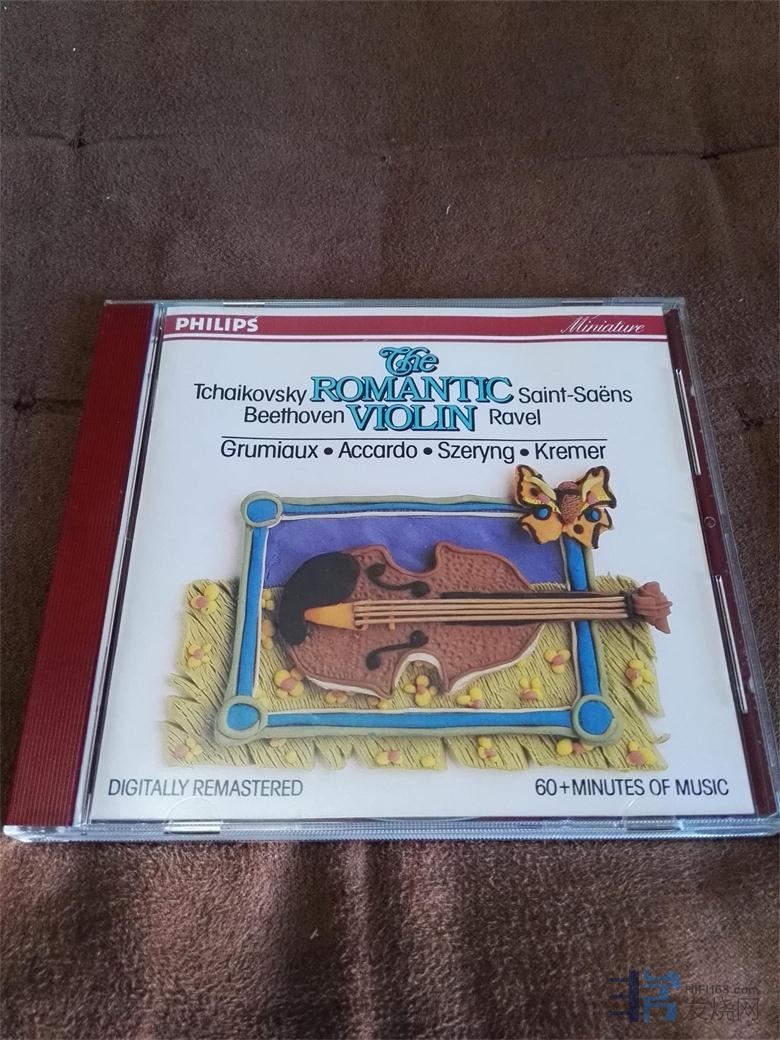 PHILIPS Miniature
The
Tchaikovsky ROMANTIC Saint-Saëns
Beethoven VIOLIN Ravel
Grumiaux • Accardo • Szeryng • Kremer
DIGITALLY REMASTERED 60+MINUTES OF MUSIC
HIFI168.com
发烧网